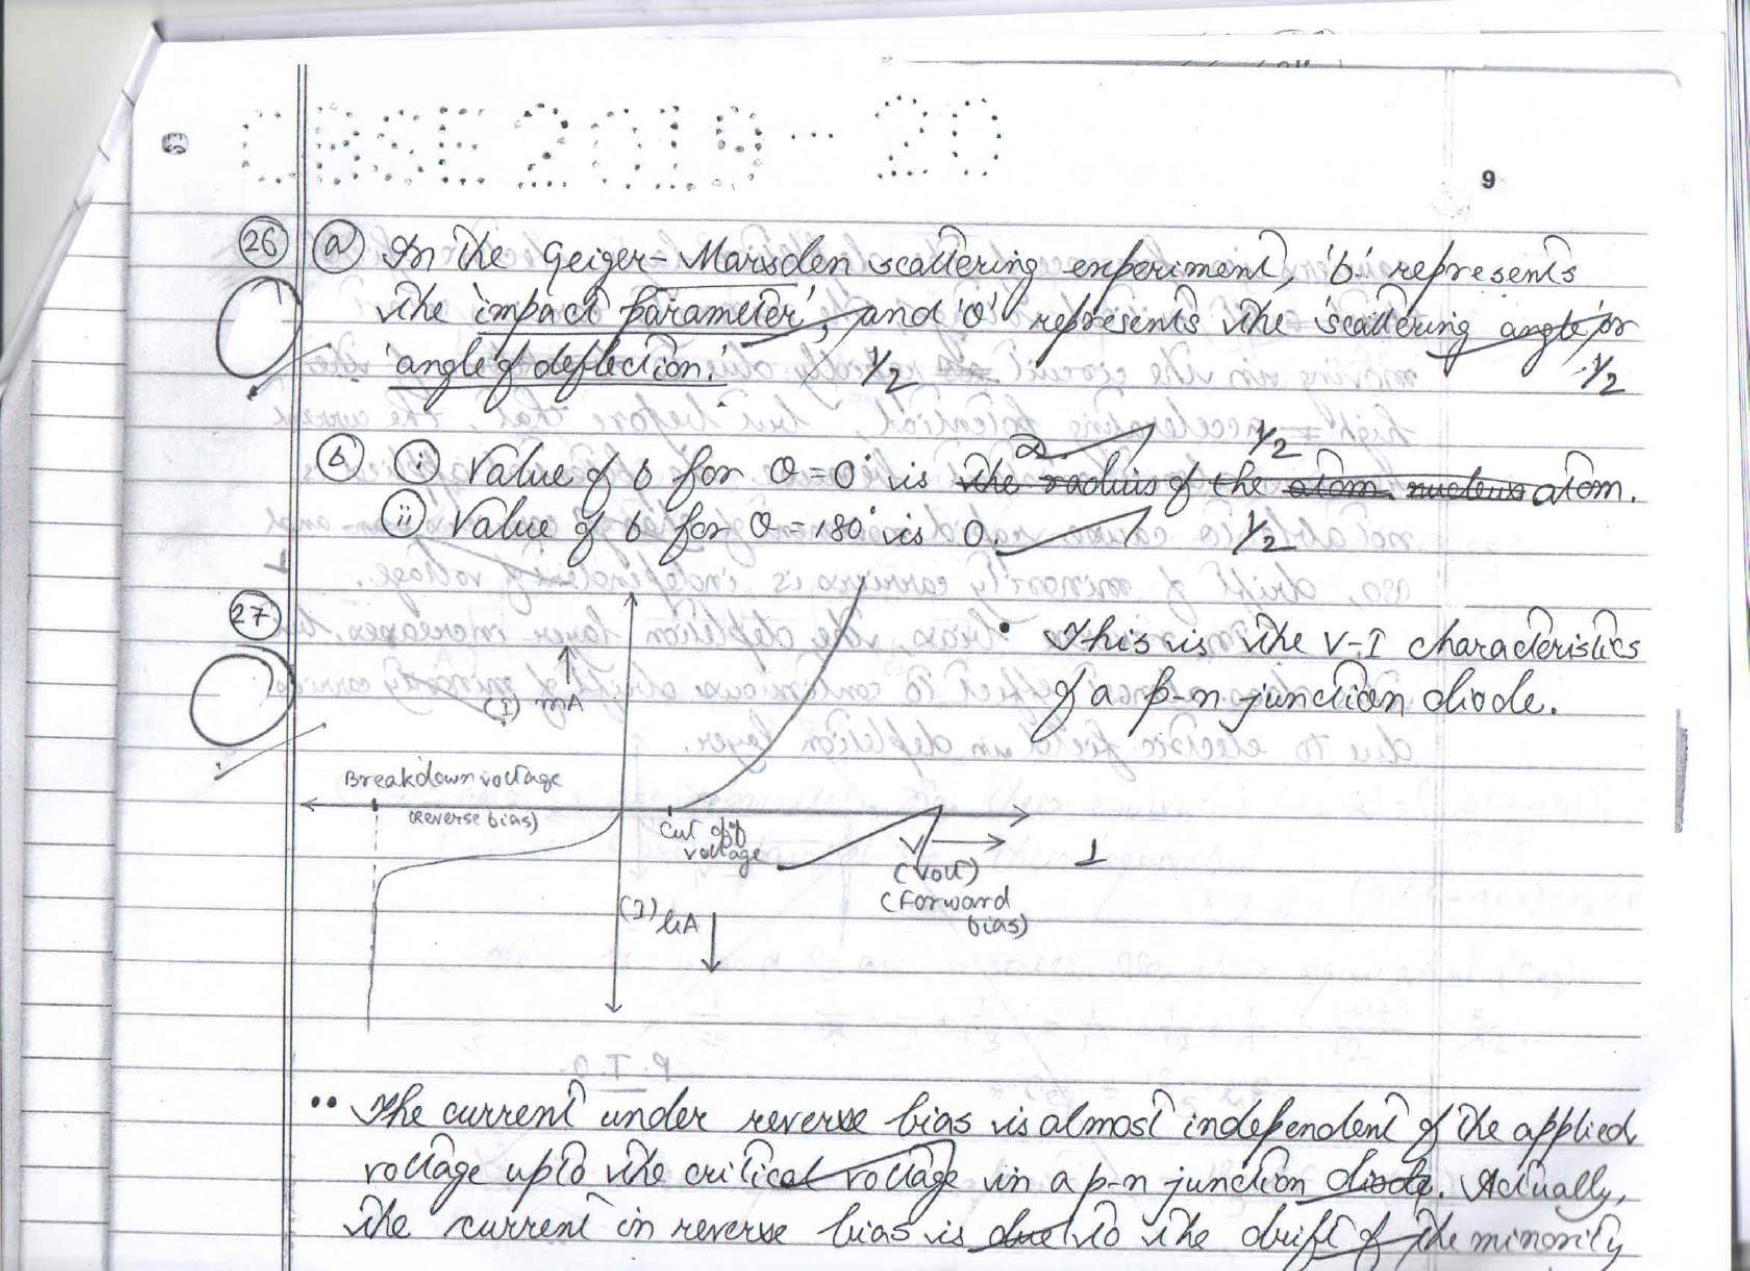 CBSE 2019-20
9
26 a In the Geiger-Marsden scattering experiment, 'b' represents
the 'impact parameter', and 'θ' represents the 'scattering angle' or
'angle of deflection.' 1/2 1/2
1/2
b i Value of b for θ=0° is the radius of the atom nucleus atom.
ii Value of b for θ=180° is 0. 1/2
27
• This is the V-I characteristics
of a p-n junction diode.
(I) mA
Breakdown voltage
(Reverse bias)
Cut off
voltage
V
(Volt)
(Forward
bias)
1
(I) μA
•• The current under reverse bias is almost independent of the applied
voltage upto the critical voltage in a p-n junction diode. Actually,
the current in reverse bias is due to the drift of the minority